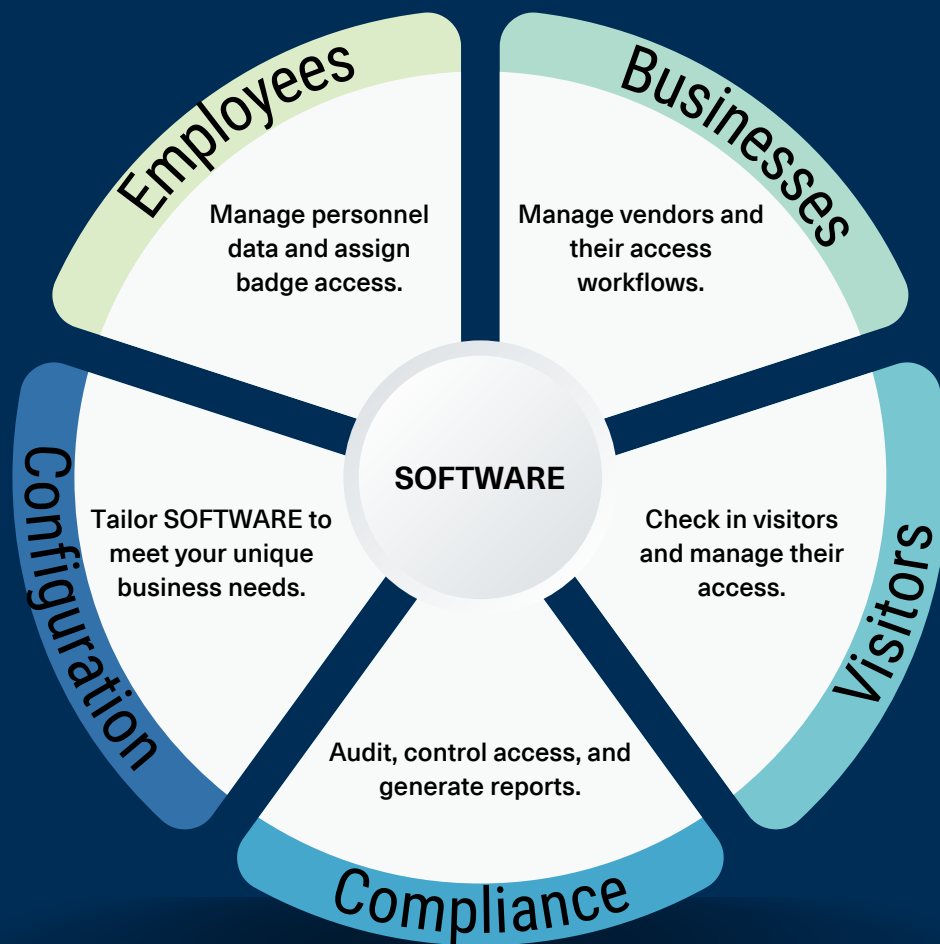 Employees
Manage personnel
data and assign
badge access.
Businesses
Manage vendors and
their access
workflows.
SOFTWARE
Configuration
Tailor SOFTWARE to
meet your unique
business needs.
Check in visitors
and manage their
access.
Visitors
Audit, control access, and
generate reports.
Compliance